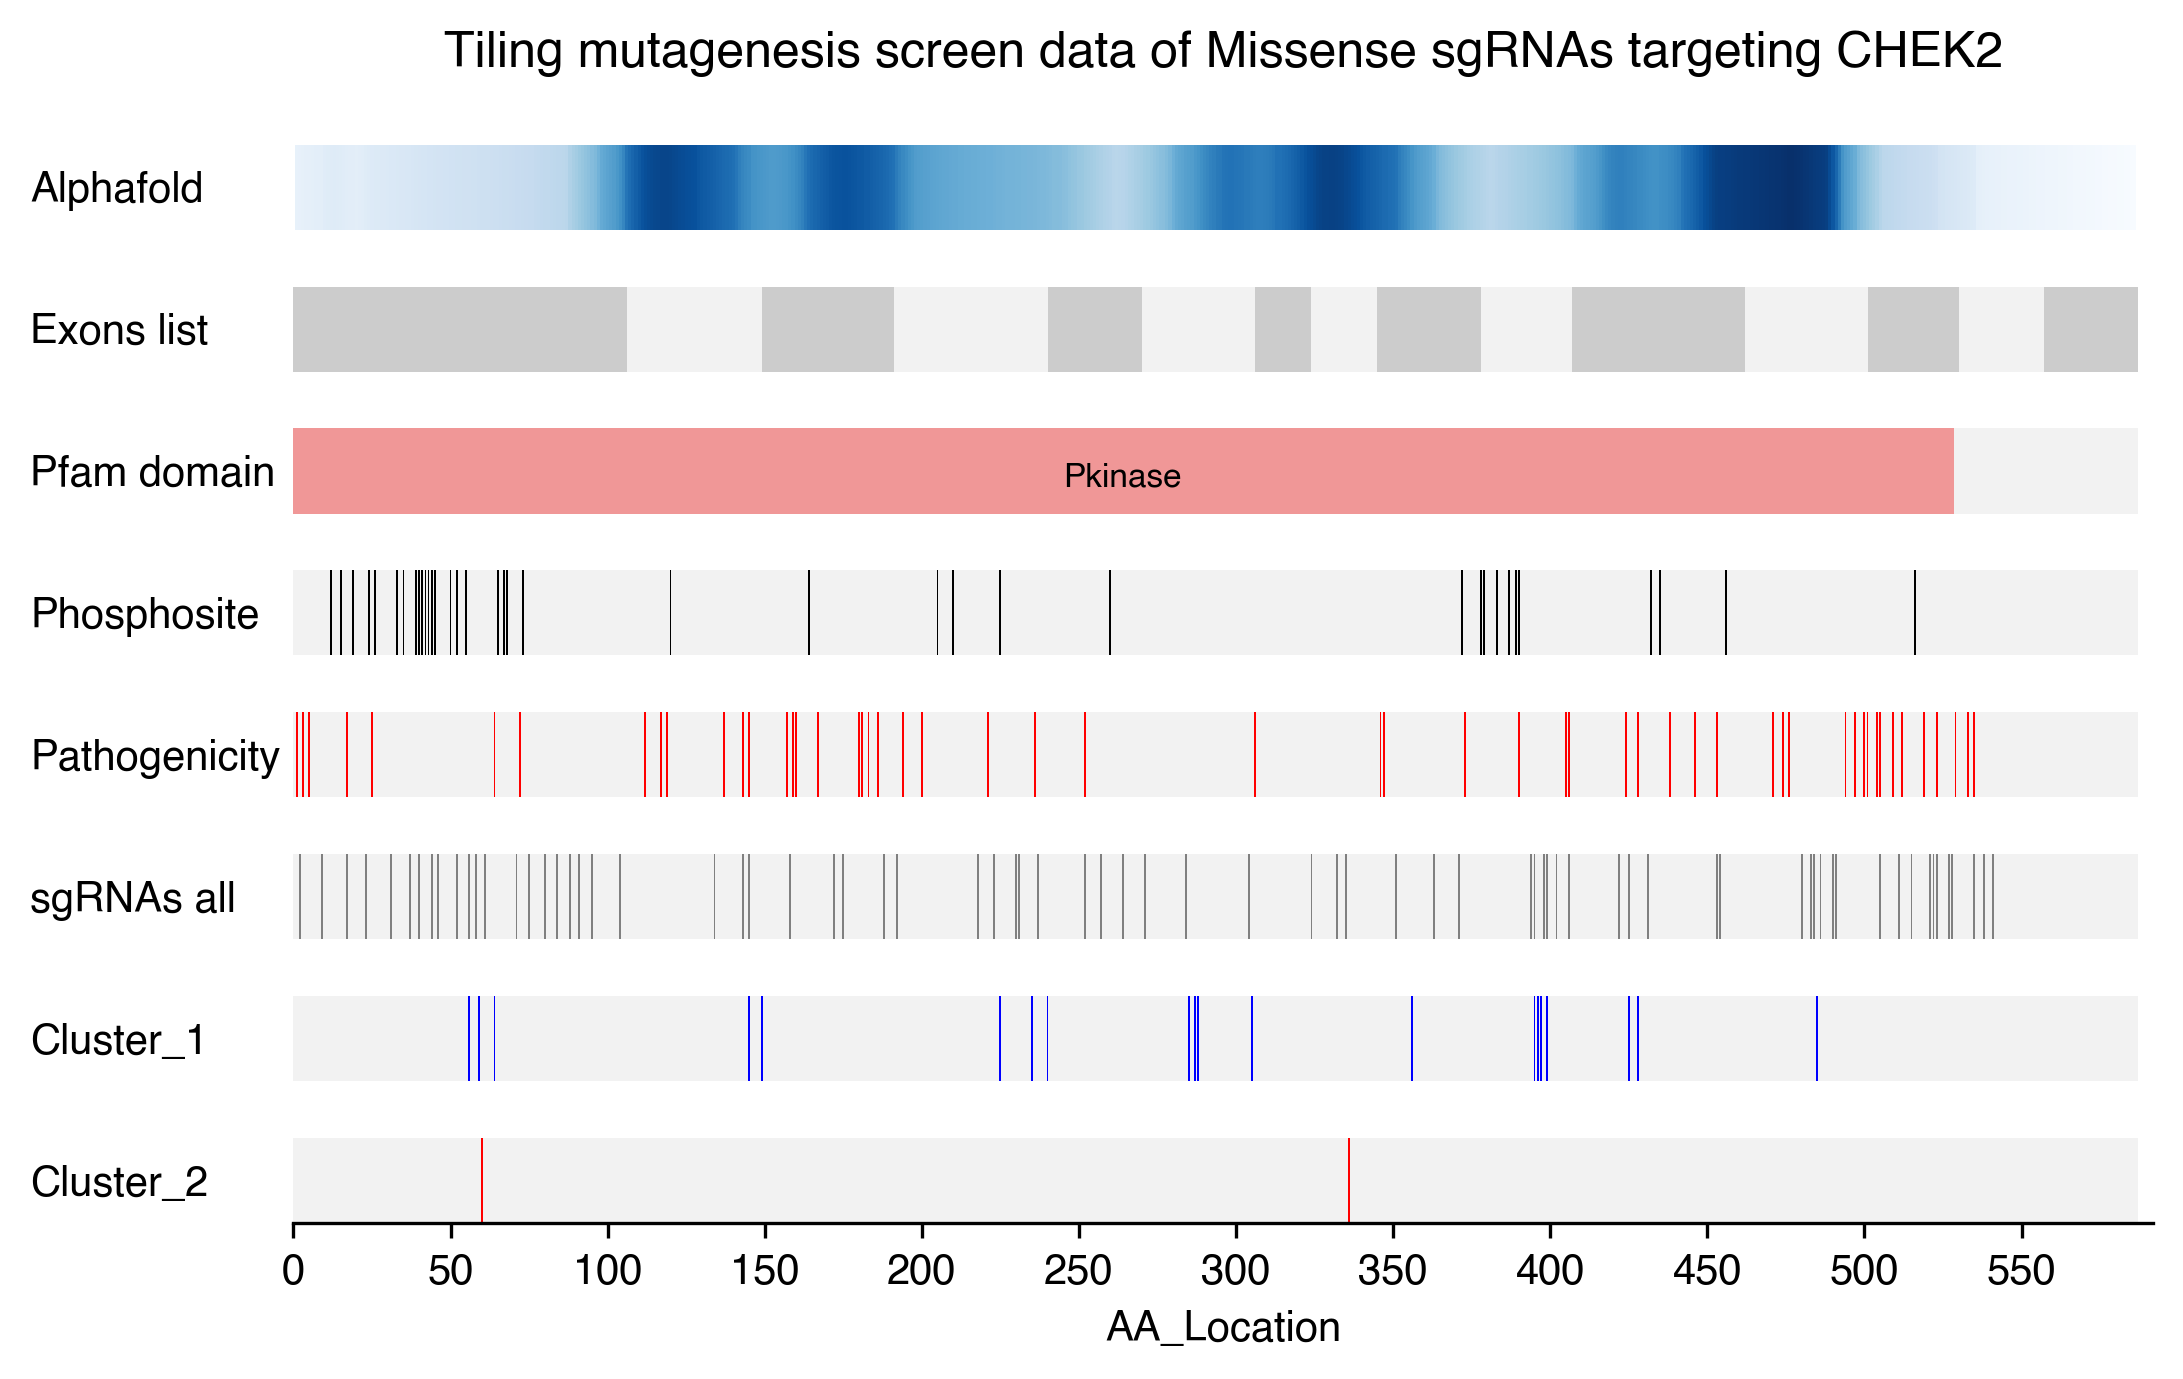 Tiling mutagenesis screen data of Missense sgRNAs targeting CHEK2
Alphafold
Exons list
Pfam domain
Pkinase
Phosphosite
Pathogenicity
sgRNAs all
Cluster_1
Cluster_2
0 50 100 150 200 250 300 350 400 450 500 550
AA_Location